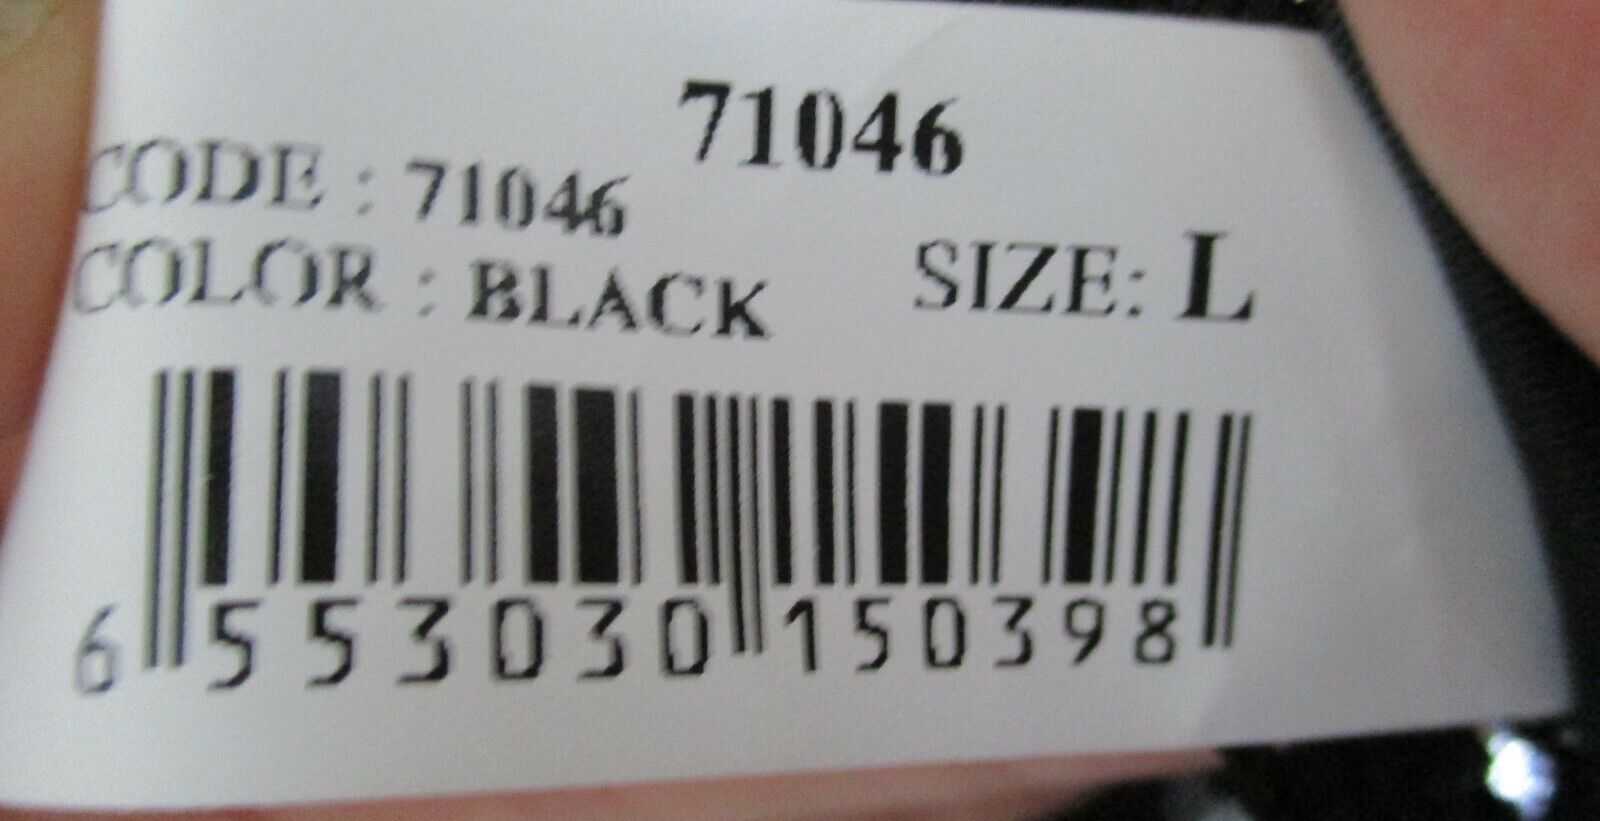 71046
CODE : 71046
COLOR : BLACK SIZE: L
6 553030 150398